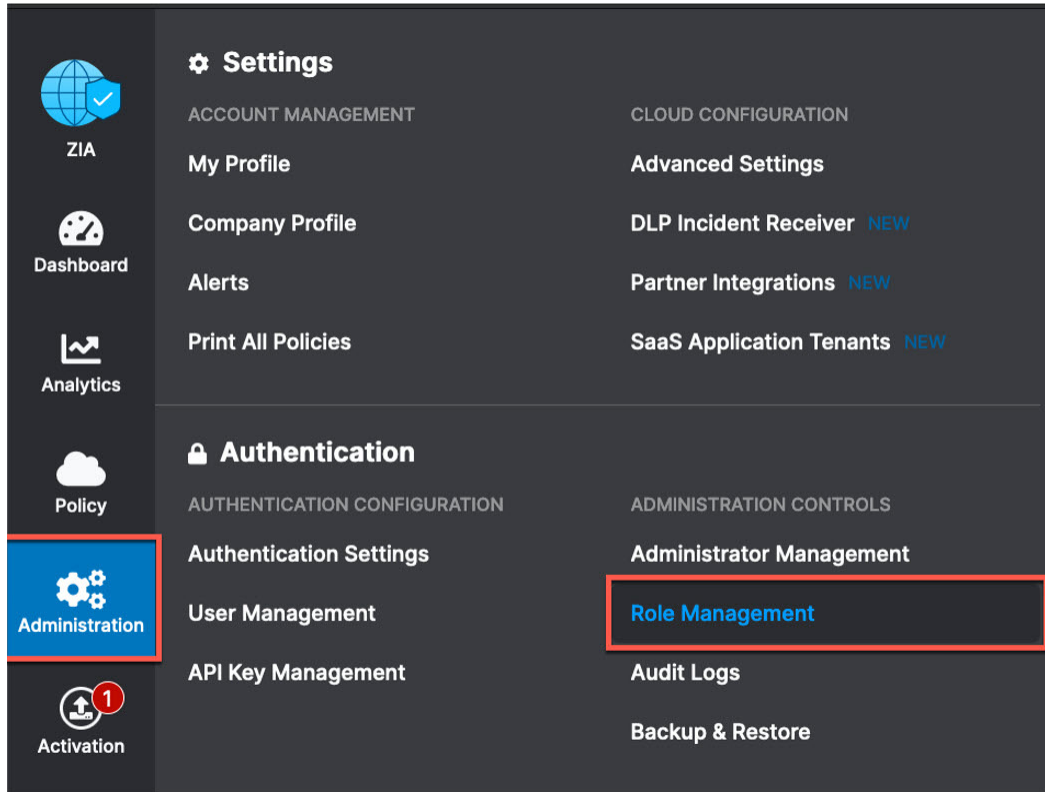 ZIA
Dashboard
Analytics
Policy
Administration
1
Activation
Settings
ACCOUNT MANAGEMENT
My Profile
Company Profile
Alerts
Print All Policies
CLOUD CONFIGURATION
Advanced Settings
DLP Incident Receiver NEW
Partner Integrations NEW
SaaS Application Tenants NEW
Authentication
AUTHENTICATION CONFIGURATION
Authentication Settings
User Management
API Key Management
ADMINISTRATION CONTROLS
Administrator Management
Role Management
Audit Logs
Backup & Restore